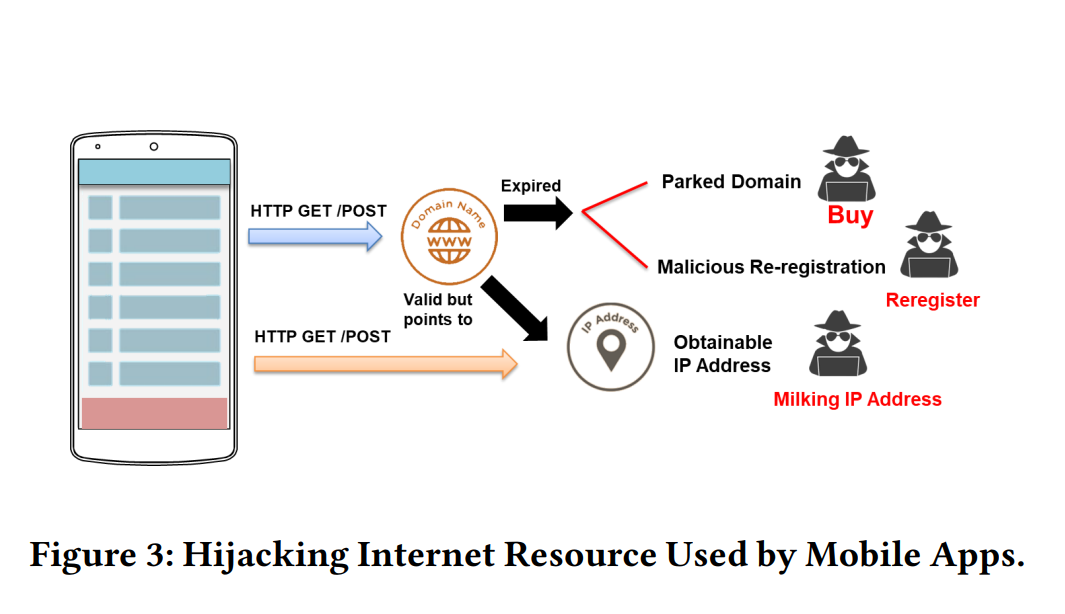 HTTP GET /POST
Domain Name
WWW
Expired
Parked Domain
Buy
Malicious Re-registration
Reregister
Valid but
points to
HTTP GET /POST
IP Address
Obtainable
IP Address
Milking IP Address
Figure 3: Hijacking Internet Resource Used by Mobile Apps.